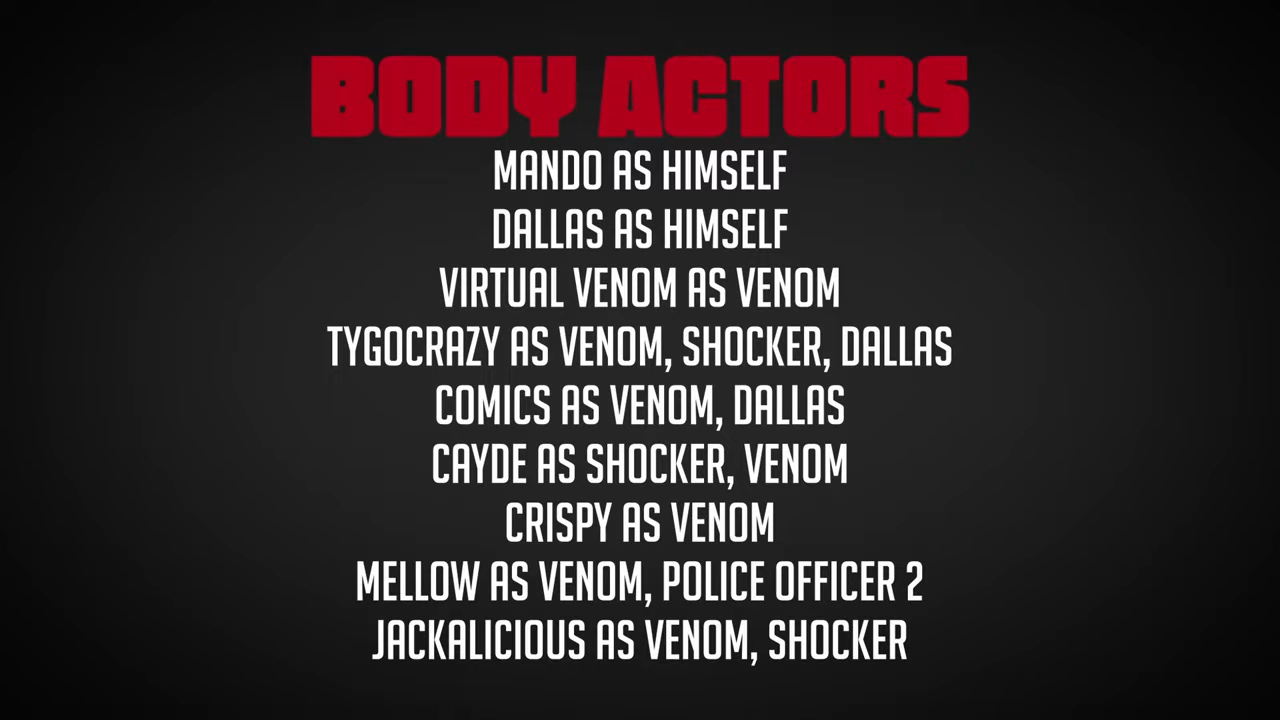 BODY ACTORS
MANDO AS HIMSELF
DALLAS AS HIMSELF
VIRTUAL VENOM AS VENOM
TYGOCRAZY AS VENOM, SHOCKER, DALLAS
COMICS AS VENOM, DALLAS
CAYDE AS SHOCKER, VENOM
CRISPY AS VENOM
MELLOW AS VENOM, POLICE OFFICER 2
JACKALICIOUS AS VENOM, SHOCKER